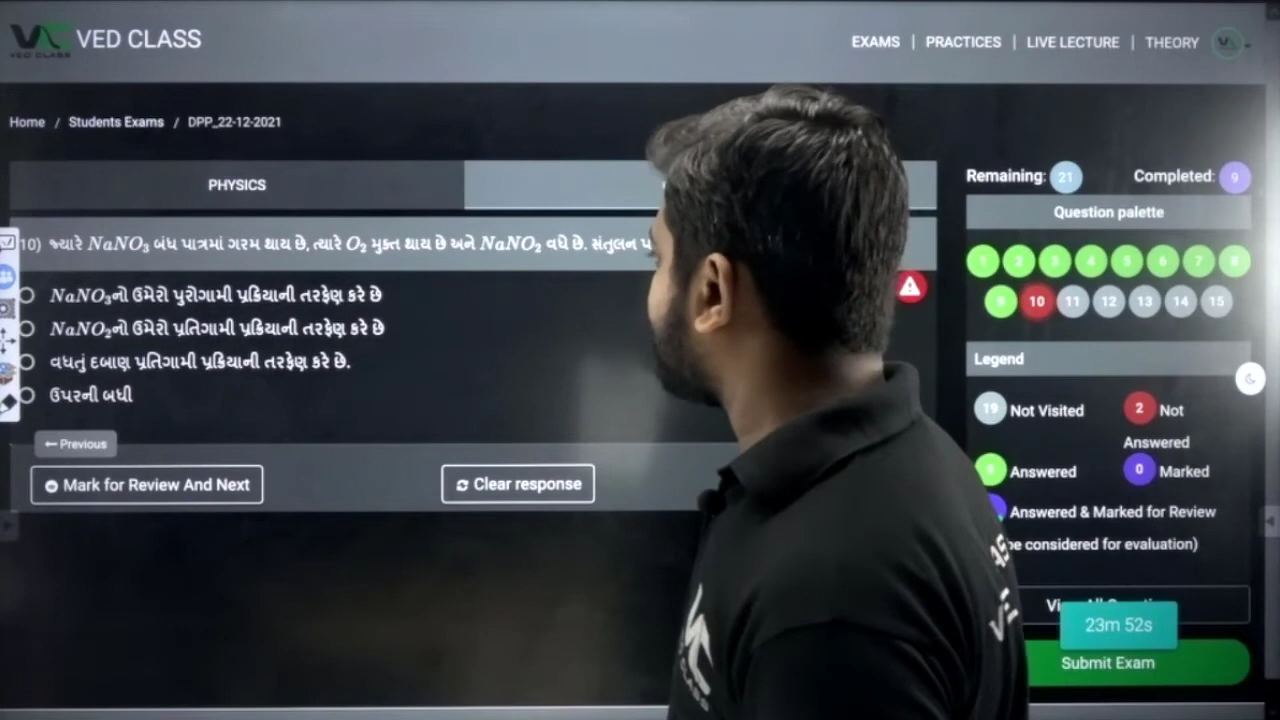 VED CLASS
VED CLASS
EXAMS | PRACTICES | LIVE LECTURE | THEORY
Home / Students Exams / DPP_22-12-2021
PHYSICS
Remaining: 21 Completed: 9
Question palette
10) જ્યારે NaNO₃ બંધ પાત્રમાં ગરમ થાય છે, ત્યારે O₂ મુક્ત થાય છે અને NaNO₂ વધે છે. સંતુલન
NaNO₃નો ઉમેરો પુરોગામી પ્રક્રિયાની તરફેણ કરે છે
NaNO₂નો ઉમેરો પ્રતિગામી પ્રક્રિયાની તરફેણ કરે છે
વધતું દબાણ પ્રતિગામી પ્રક્રિયાની તરફેણ કરે છે.
ઉપરની બધી
1 2 3 4 5 6 7 8
9 10 11 12 13 14 15
Legend
19 Not Visited 2 Not Answered
Answered 0 Marked
Answered & Marked for Review
be considered for evaluation)
← Previous
Mark for Review And Next
Clear response
23m 52s
Submit Exam